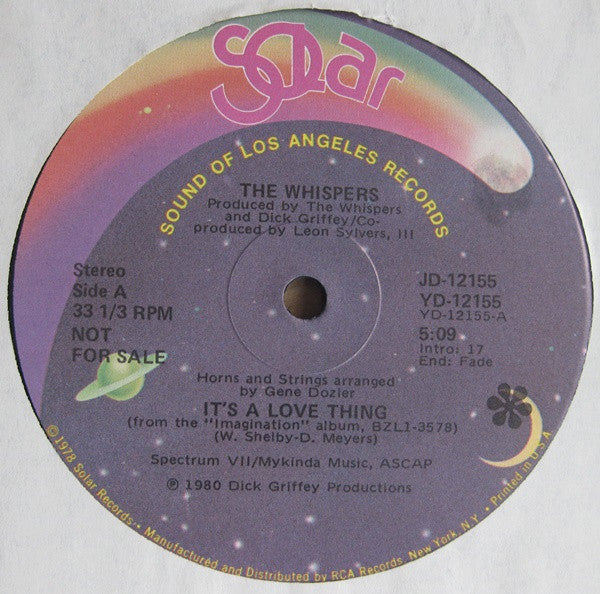 SOLAR
SOUND OF LOS ANGELES RECORDS
THE WHISPERS
Produced by The Whispers
and Dick Griffey/Co-
produced by Leon Sylvers, III
Stereo
Side A
33 1/3 RPM
NOT
FOR SALE
JD-12155
YD-12155
YD-12155-A
5:09
Intro: 17
End: Fade
Horns and Strings arranged
by Gene Dozier
IT'S A LOVE THING
(from the "Imagination" album, BZL1-3578)
(W. Shelby-D. Meyers)
Spectrum VII/Mykinda Music, ASCAP
℗ 1980 Dick Griffey Productions
© 1978 Solar Records • Manufactured and Distributed by RCA Records, New York, N.Y. • Printed in U.S.A.